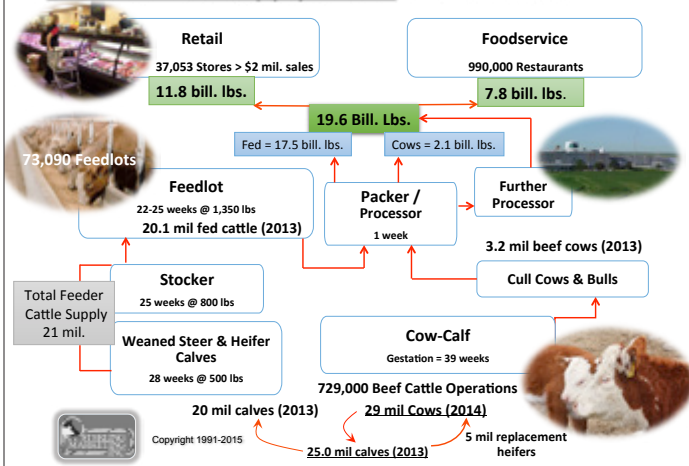 Retail
37,053 Stores > $2 mil. sales
Foodservice
990,000 Restaurants
11.8 bill. lbs.
7.8 bill. lbs.
19.6 Bill. Lbs.
Fed = 17.5 bill. lbs.
Cows = 2.1 bill. lbs.
73,090 Feedlots
Feedlot
22-25 weeks @ 1,350 lbs
20.1 mil fed cattle (2013)
Packer /
Processor
1 week
Further
Processor
3.2 mil beef cows (2013)
Cull Cows & Bulls
Stocker
25 weeks @ 800 lbs
Total Feeder
Cattle Supply
21 mil.
Weaned Steer & Heifer
Calves
28 weeks @ 500 lbs
Cow-Calf
Gestation = 39 weeks
729,000 Beef Cattle Operations
20 mil calves (2013)
29 mil Cows (2014)
5 mil replacement
heifers
Copyright 1991-2015
25.0 mil calves (2013)